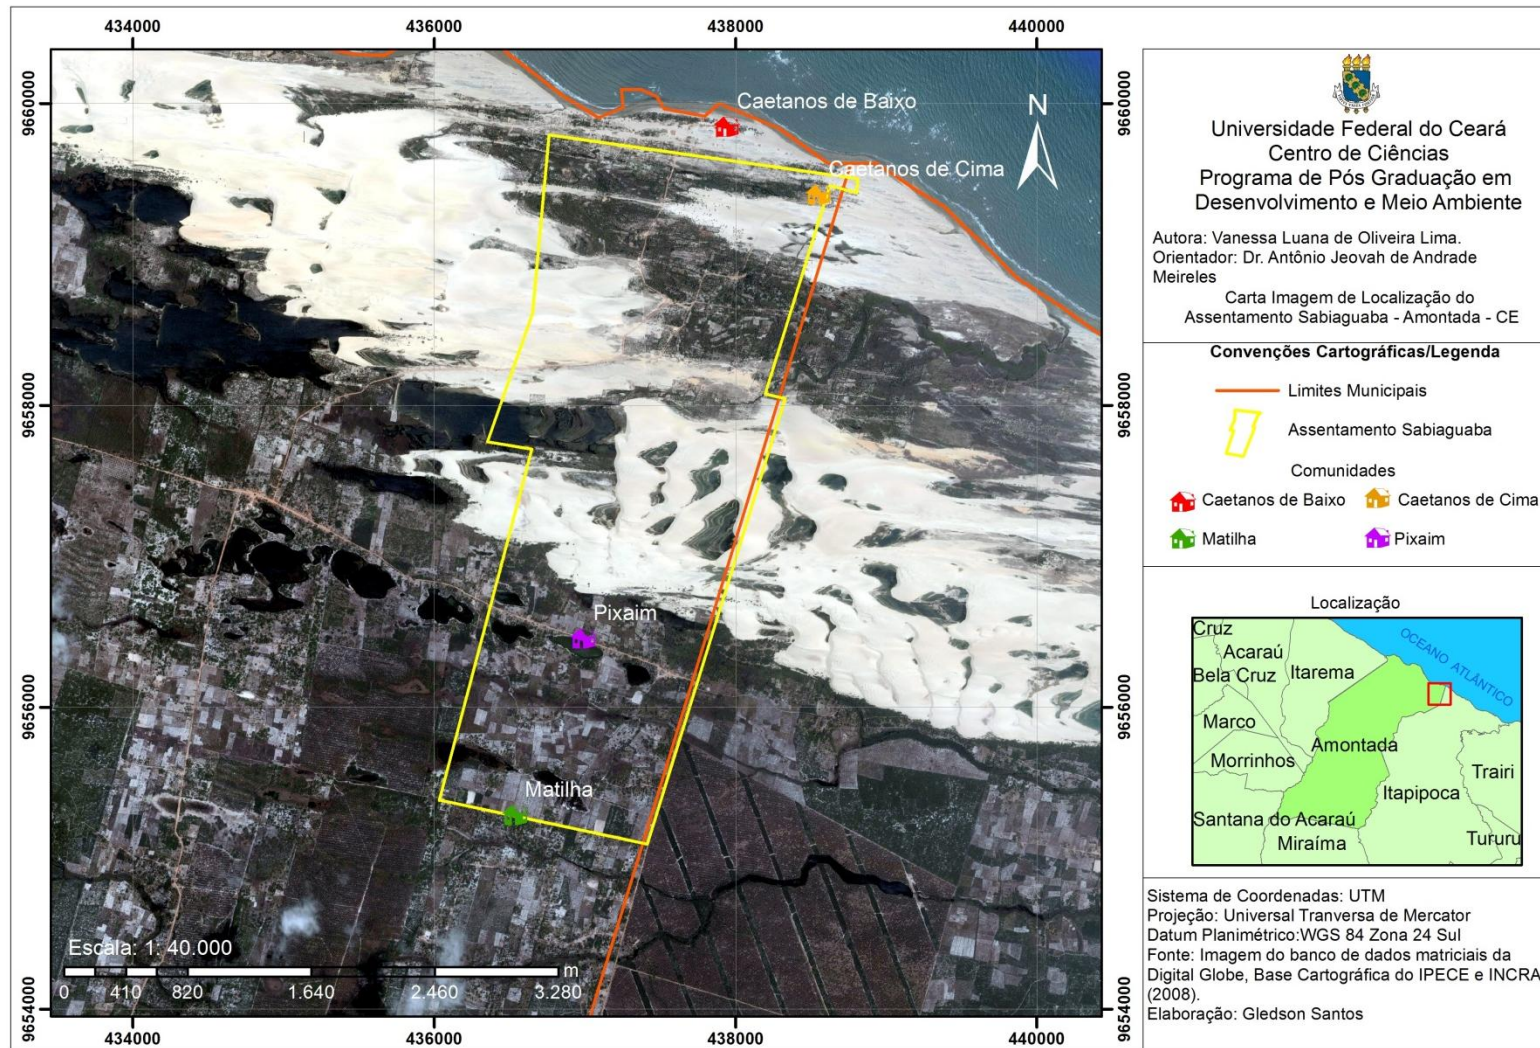 434000
436000
438000
440000
9660000
9658000
9656000
9654000
9660000
9658000
9656000
9654000
Caetanos de Baixo
Caetanos de Cima
N
Pixaim
Matilha
Escala: 1: 40.000
m
0 410 820 1.640 2.460 3.280
434000
436000
438000
440000
Universidade Federal do Ceará
Centro de Ciências
Programa de Pós Graduação em
Desenvolvimento e Meio Ambiente
Autora: Vanessa Luana de Oliveira Lima.
Orientador: Dr. Antônio Jeovah de Andrade
Meireles
Carta Imagem de Localização do
Assentamento Sabiaguaba - Amontada - CE
Convenções Cartográficas/Legenda
Limites Municipais
Assentamento Sabiaguaba
Comunidades
Caetanos de Baixo
Caetanos de Cima
Matilha
Pixaim
Localização
Cruz
Acaraú
Bela Cruz
Itarema
OCEANO ATLÂNTICO
Marco
Morrinhos
Amontada
Trairi
Itapipoca
Santana do Acaraú
Miraíma
Tururu
Sistema de Coordenadas: UTM
Projeção: Universal Tranversa de Mercator
Datum Planimétrico:WGS 84 Zona 24 Sul
Fonte: Imagem do banco de dados matriciais da
Digital Globe, Base Cartográfica do IPECE e INCRA
(2008).
Elaboração: Gledson Santos